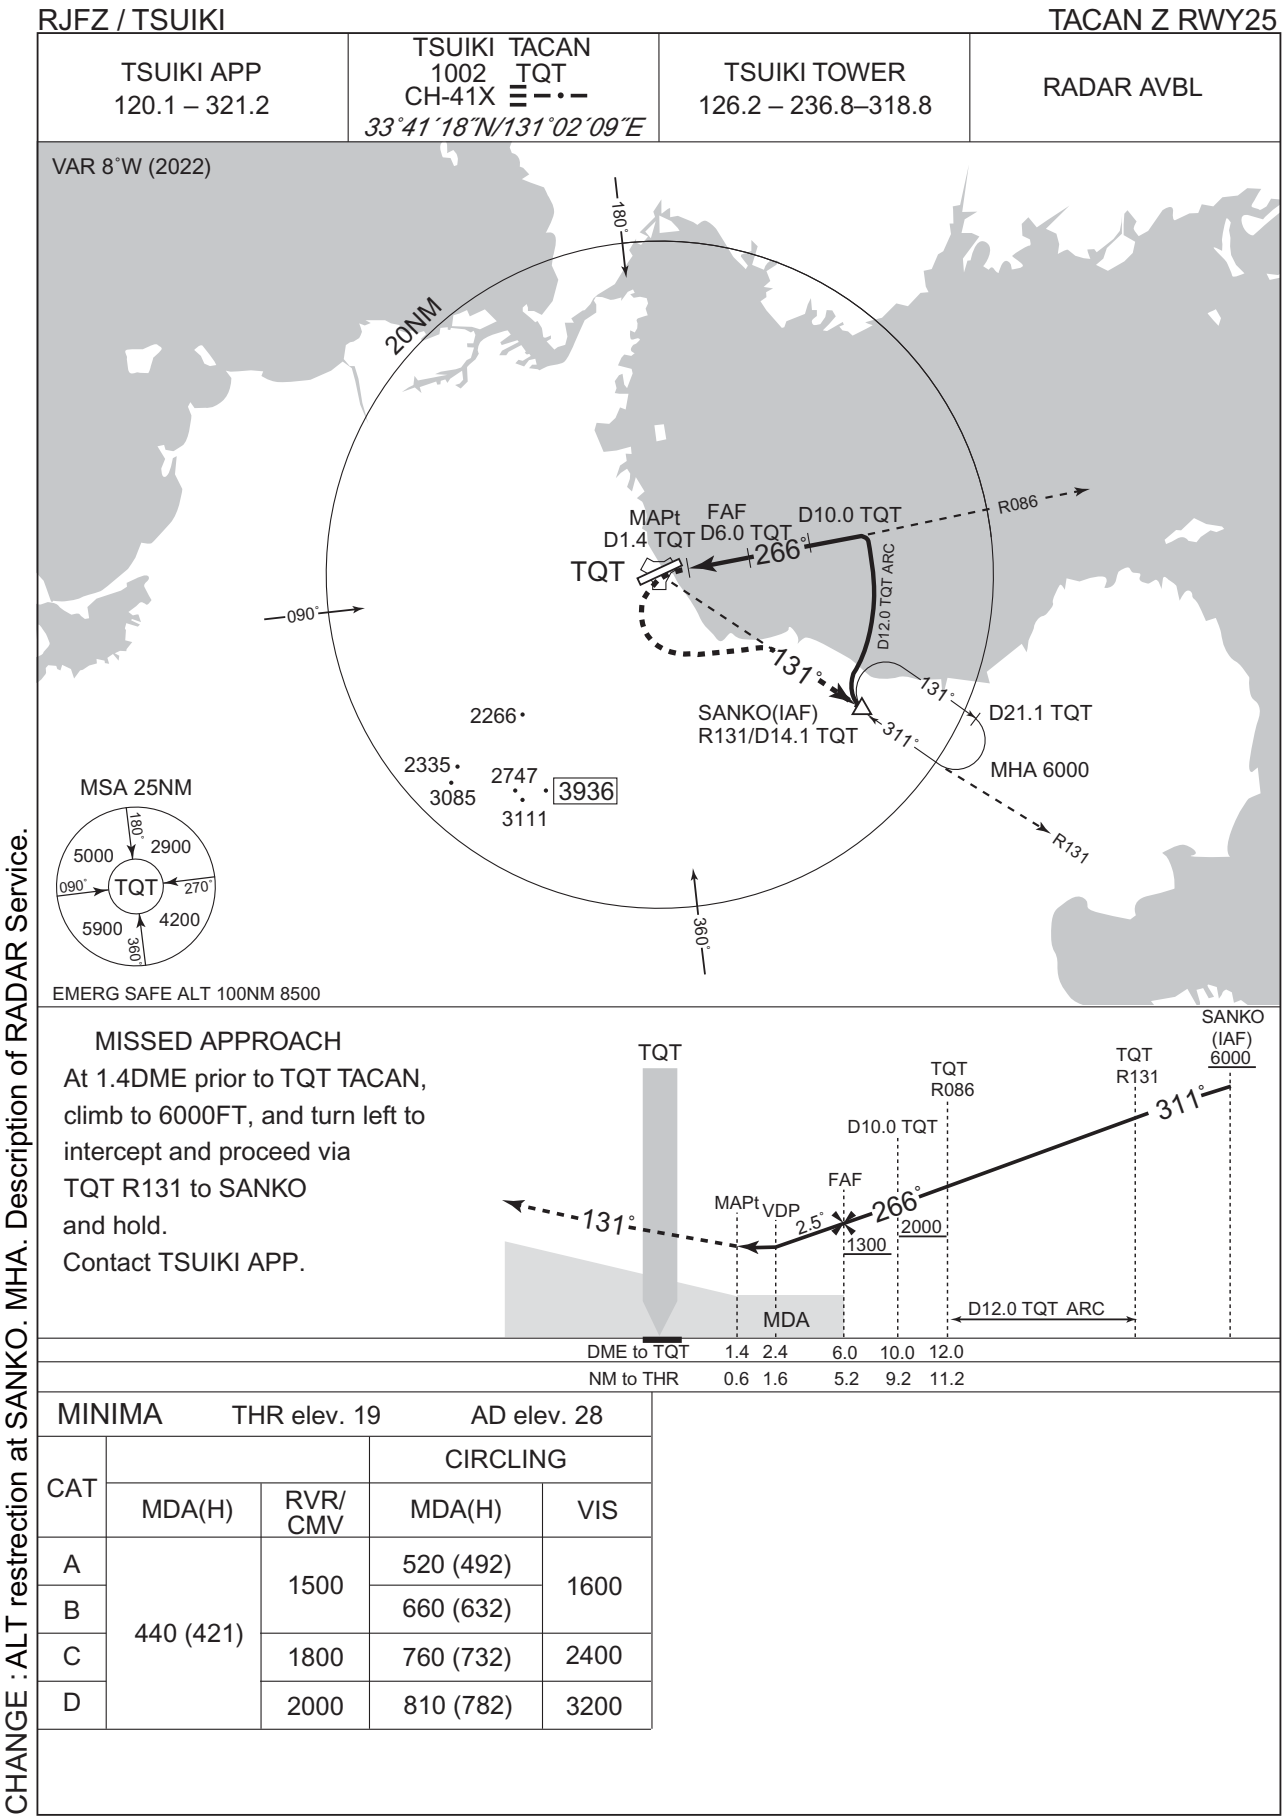 RJFZ / TSUIKI
TACAN Z RWY25
TSUIKI APP
120.1 – 321.2
TSUIKI TACAN
1002 TQT
CH-41X
33°41´18˝N/131°02´09˝E
TSUIKI TOWER
126.2 – 236.8–318.8
RADAR AVBL
VAR 8°W (2022)
180°
20NM
R086
MAPt
D1.4 TQT
FAF
D6.0 TQT
D10.0 TQT
266°
TQT
D12.0 TQT ARC
090°
131°
131°
SANKO(IAF)
R131/D14.1 TQT
311°
D21.1 TQT
MHA 6000
R131
2266
2335
3085
2747
3936
3111
360°
MSA 25NM
180°
5000
2900
090°
TQT
270°
5900
4200
360°
EMERG SAFE ALT 100NM 8500
MISSED APPROACH
At 1.4DME prior to TQT TACAN,
climb to 6000FT, and turn left to
intercept and proceed via
TQT R131 to SANKO
and hold.
Contact TSUIKI APP.
TQT
SANKO
(IAF)
6000
TQT
R131
TQT
R086
311°
D10.0 TQT
FAF
266°
MAPt
VDP
2.5°
2000
1300
131°
MDA
D12.0 TQT ARC
DME to TQT 1.4 2.4 6.0 10.0 12.0
NM to THR 0.6 1.6 5.2 9.2 11.2
MINIMA THR elev. 19 AD elev. 28
CAT
CIRCLING
MDA(H)
RVR/
CMV
MDA(H)
VIS
A
B
C
D
440 (421)
1500
1800
2000
520 (492)
660 (632)
760 (732)
810 (782)
1600
2400
3200
CHANGE : ALT restrection at SANKO. MHA. Description of RADAR Service.